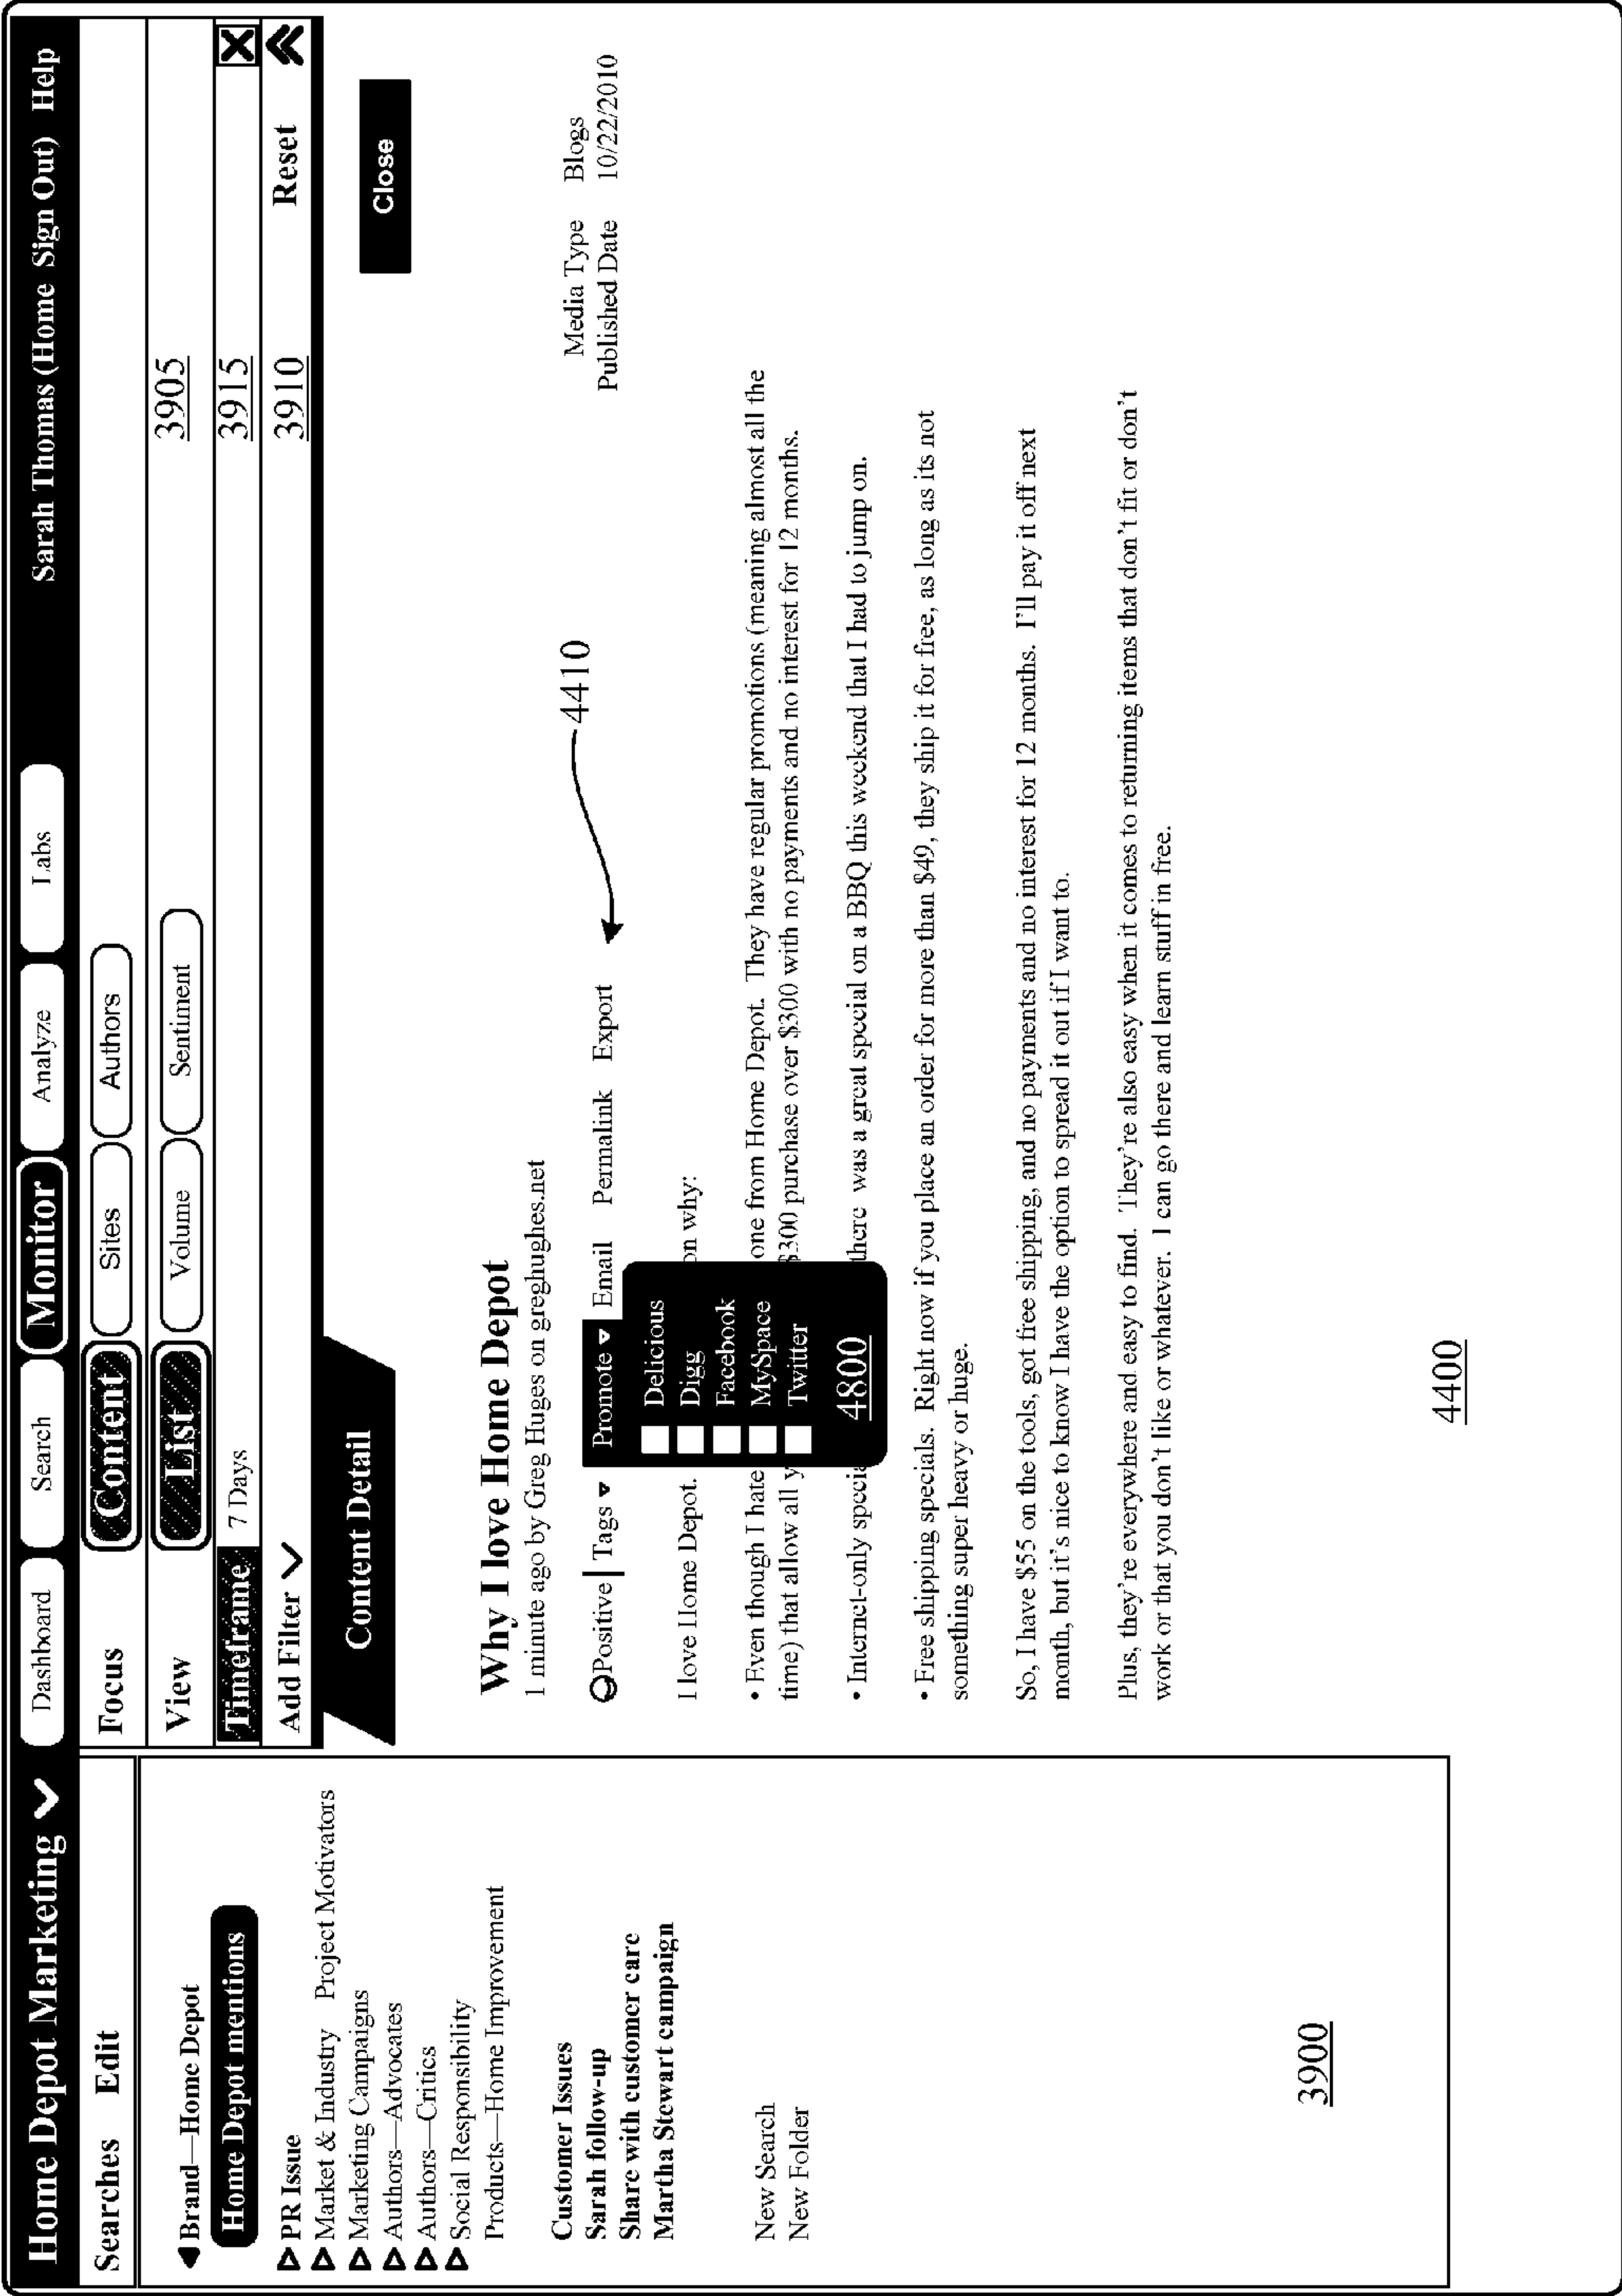 Home Depot Marketing
Dashboard
Search
Monitor
Analyze
Labs
Sarah Thomas (Home Sign Out) Help
Searches Edit
Focus
Content
Sites
Authors
View
List
Volume
Sentiment
3905
Timeframe
7 Days
3915
X
Add Filter
3910
Reset
Brand—Home Depot
Home Depot mentions
PR Issue
Market & Industry Project Motivators
Marketing Campaigns
Authors—Advocates
Authors—Critics
Social Responsibility
Products—Home Improvement
Customer Issues
Sarah follow-up
Share with customer care
Martha Stewart campaign
New Search
New Folder
3900
Content Detail
Close
Why I love Home Depot
1 minute ago by Greg Huges on greghughes.net
Media Type Blogs
Published Date 10/22/2010
Positive | Tags Promote Email Permalink Export
4410
Delicious
Digg
Facebook
MySpace
Twitter
4800
I love Home Depot. on why:
• Even though I hate one from Home Depot. They have regular promotions (meaning almost all the
time) that allow all y $300 purchase over $300 with no payments and no interest for 12 months.
• Internet-only specia there was a great special on a BBQ this weekend that I had to jump on.
• Free shipping specials. Right now if you place an order for more than $49, they ship it for free, as long as its not
something super heavy or huge.
So, I have $55 on the tools, got free shipping, and no payments and no interest for 12 months. I'll pay it off next
month, but it's nice to know I have the option to spread it out if I want to.
Plus, they're everywhere and easy to find. They're also easy when it comes to returning items that don't fit or don't
work or that you don't like or whatever. I can go there and learn stuff in free.
4400